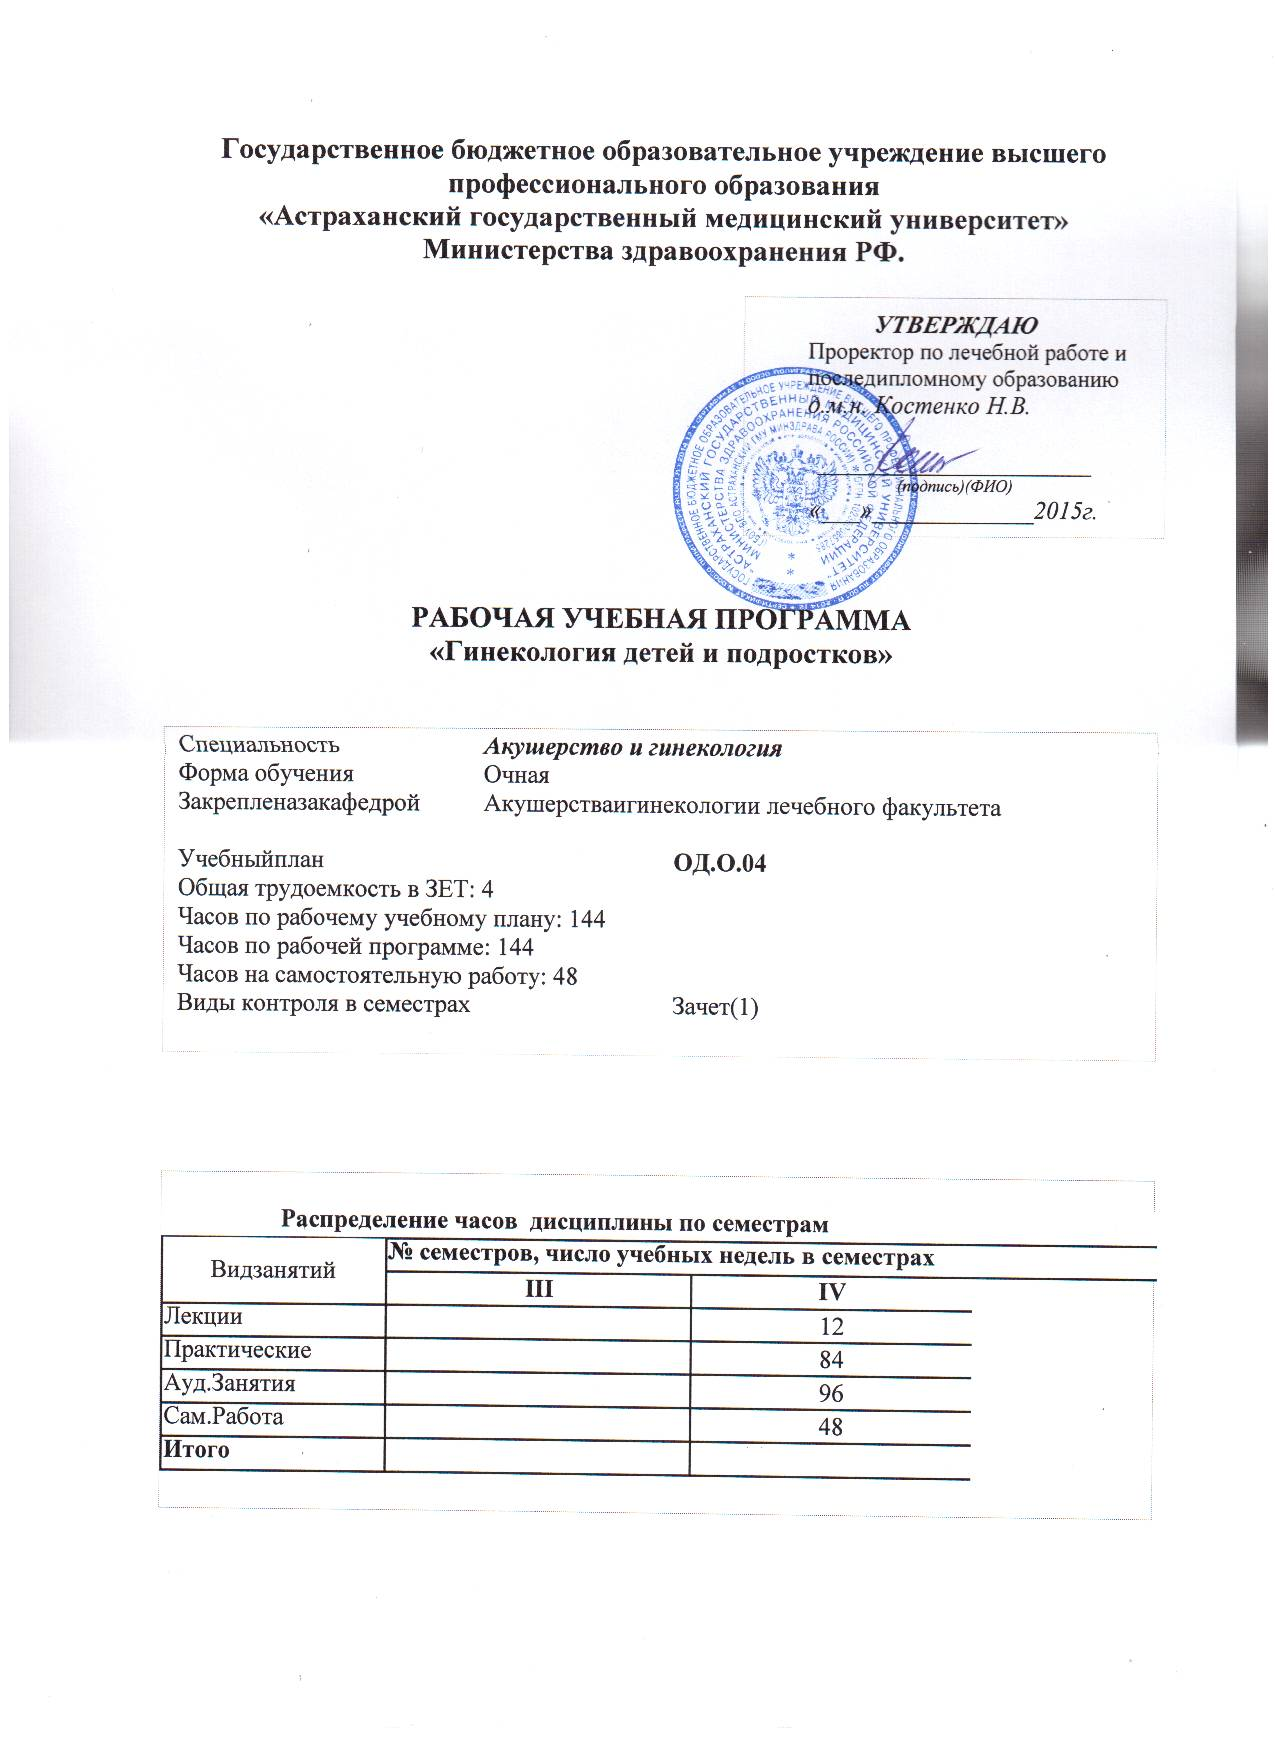 Государственное бюджетное образовательное учреждение высшего
профессионального образования
«Астраханский государственный медицинский университет»
Министерства здравоохранения РФ.
УТВЕРЖДАЮ
Проректор по лечебной работе и
последипломному образованию
д.м.н. Костенко Н.В.
(подпись)(ФИО)
«___»____________2015г.
РАБОЧАЯ УЧЕБНАЯ ПРОГРАММА
«Гинекология детей и подростков»
Специальность Акушерство и гинекология
Форма обучения Очная
Закрепленазакафедрой Акушерстваигинекологии лечебного факультета
Учебныйплан ОД.О.04
Общая трудоемкость в ЗЕТ: 4
Часов по рабочему учебному плану: 144
Часов по рабочей программе: 144
Часов на самостоятельную работу: 48
Виды контроля в семестрах Зачет(1)
Распределение часов дисциплины по семестрам
Видзанятий № семестров, число учебных недель в семестрах
III IV
Лекции 12
Практические 84
Ауд.Занятия 96
Сам.Работа 48
Итого